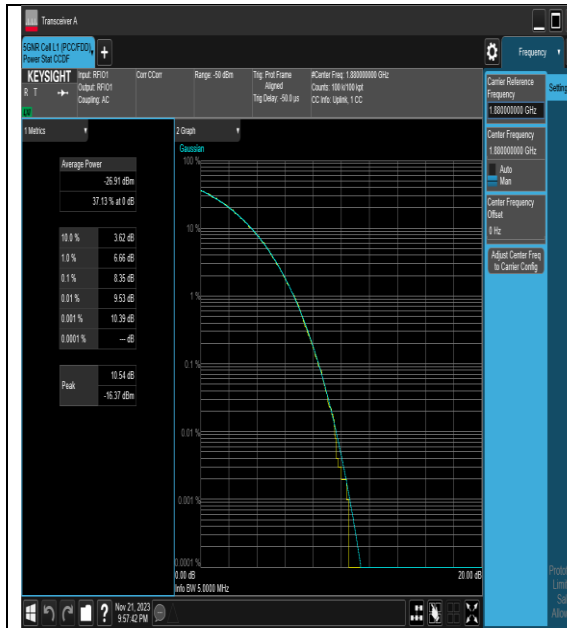 Transceiver A
5GNR Cell L1 (PCC/FDD)
Power Stat CCDF
+
Frequency
KEYSIGHT
R T
LV
Input: RFIO1
Output: RFIO1
Coupling: AC
Corr CCorr
Range: -50 dBm
Trig: Prot Frame
Aligned
Trig Delay: -50.0 µs
#Center Freq: 1.880000000 GHz
Counts: 100 k/100 kpt
CC Info: Uplink, 1 CC
Carrier Reference
Frequency
1.880000000 GHz
Setting
Center Frequency
1.880000000 GHz
Auto
Man
Center Frequency
Offset
0 Hz
Adjust Center Freq
to Carrier Config
1 Metrics
Average Power
-26.91 dBm
37.13 % at 0 dB
10.0 % 3.62 dB
1.0 % 6.66 dB
0.1 % 8.35 dB
0.01 % 9.53 dB
0.001 % 10.39 dB
0.0001 % --- dB
Peak
10.54 dB
-16.37 dBm
2 Graph
Gaussian
100 %
10 %
1 %
0.1 %
0.01 %
0.001 %
0.0001 %
0.00 dB
20.00 dB
Info BW 5.0000 MHz
?
Nov 21, 2023
9:57:42 PM